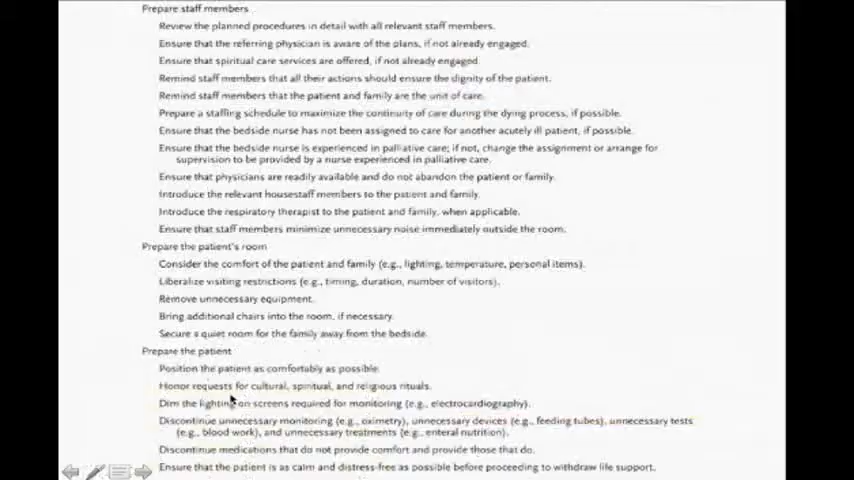 Prepare staff members
Review the planned procedures in detail with all relevant staff members.
Ensure that the referring physician is aware of the plans, if not already engaged.
Ensure that spiritual care services are offered, if not already engaged.
Remind staff members that all their actions should ensure the dignity of the patient.
Remind staff members that the patient and family are the unit of care.
Prepare a staffing schedule to maximize the continuity of care during the dying process, if possible.
Ensure that the bedside nurse has not been assigned to care for another acutely ill patient, if possible.
Ensure that the bedside nurse is experienced in palliative care; if not, change the assignment or arrange for
supervision to be provided by a nurse experienced in palliative care.
Ensure that physicians are readily available and do not abandon the patient or family.
Introduce the relevant housestaff members to the patient and family.
Introduce the respiratory therapist to the patient and family, when applicable.
Ensure that staff members minimize unnecessary noise immediately outside the room.
Prepare the patient's room
Consider the comfort of the patient and family (e.g., lighting, temperature, personal items).
Liberalize visiting restrictions (e.g., timing, duration, number of visitors).
Remove unnecessary equipment.
Bring additional chairs into the room, if necessary.
Secure a quiet room for the family away from the bedside.
Prepare the patient
Position the patient as comfortably as possible.
Honor requests for cultural, spiritual, and religious rituals.
Dim the lighting on screens required for monitoring (e.g., electrocardiography).
Discontinue unnecessary monitoring (e.g., oximetry), unnecessary devices (e.g., feeding tubes), unnecessary tests
(e.g., blood work), and unnecessary treatments (e.g., enteral nutrition).
Discontinue medications that do not provide comfort and provide those that do.
Ensure that the patient is as calm and distress-free as possible before proceeding to withdraw life support.